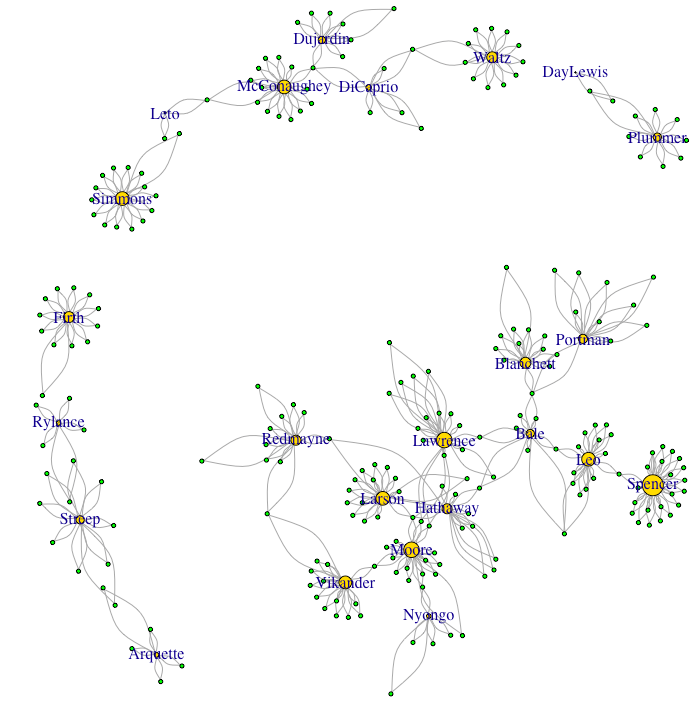 Dujardin
Waltz
DayLewis
McConaughey
DiCaprio
Leto
Plummer
Simmons
Firth
Portman
Blanchett
Rylance
Redmayne
Lawrence
Bale
Leo
Spencer
Larson
Hathaway
Streep
Moore
Vikander
Nyongo
Arquette